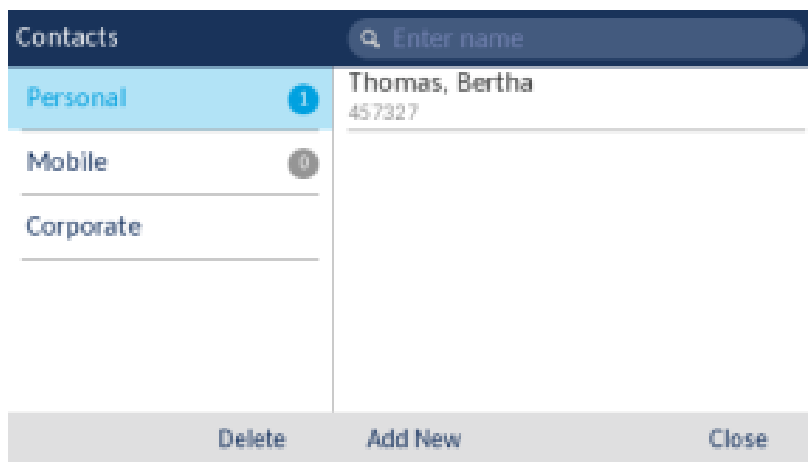 Contacts
Enter name
Personal 1
Mobile 0
Corporate
Thomas, Bertha
457327
Delete Add New Close